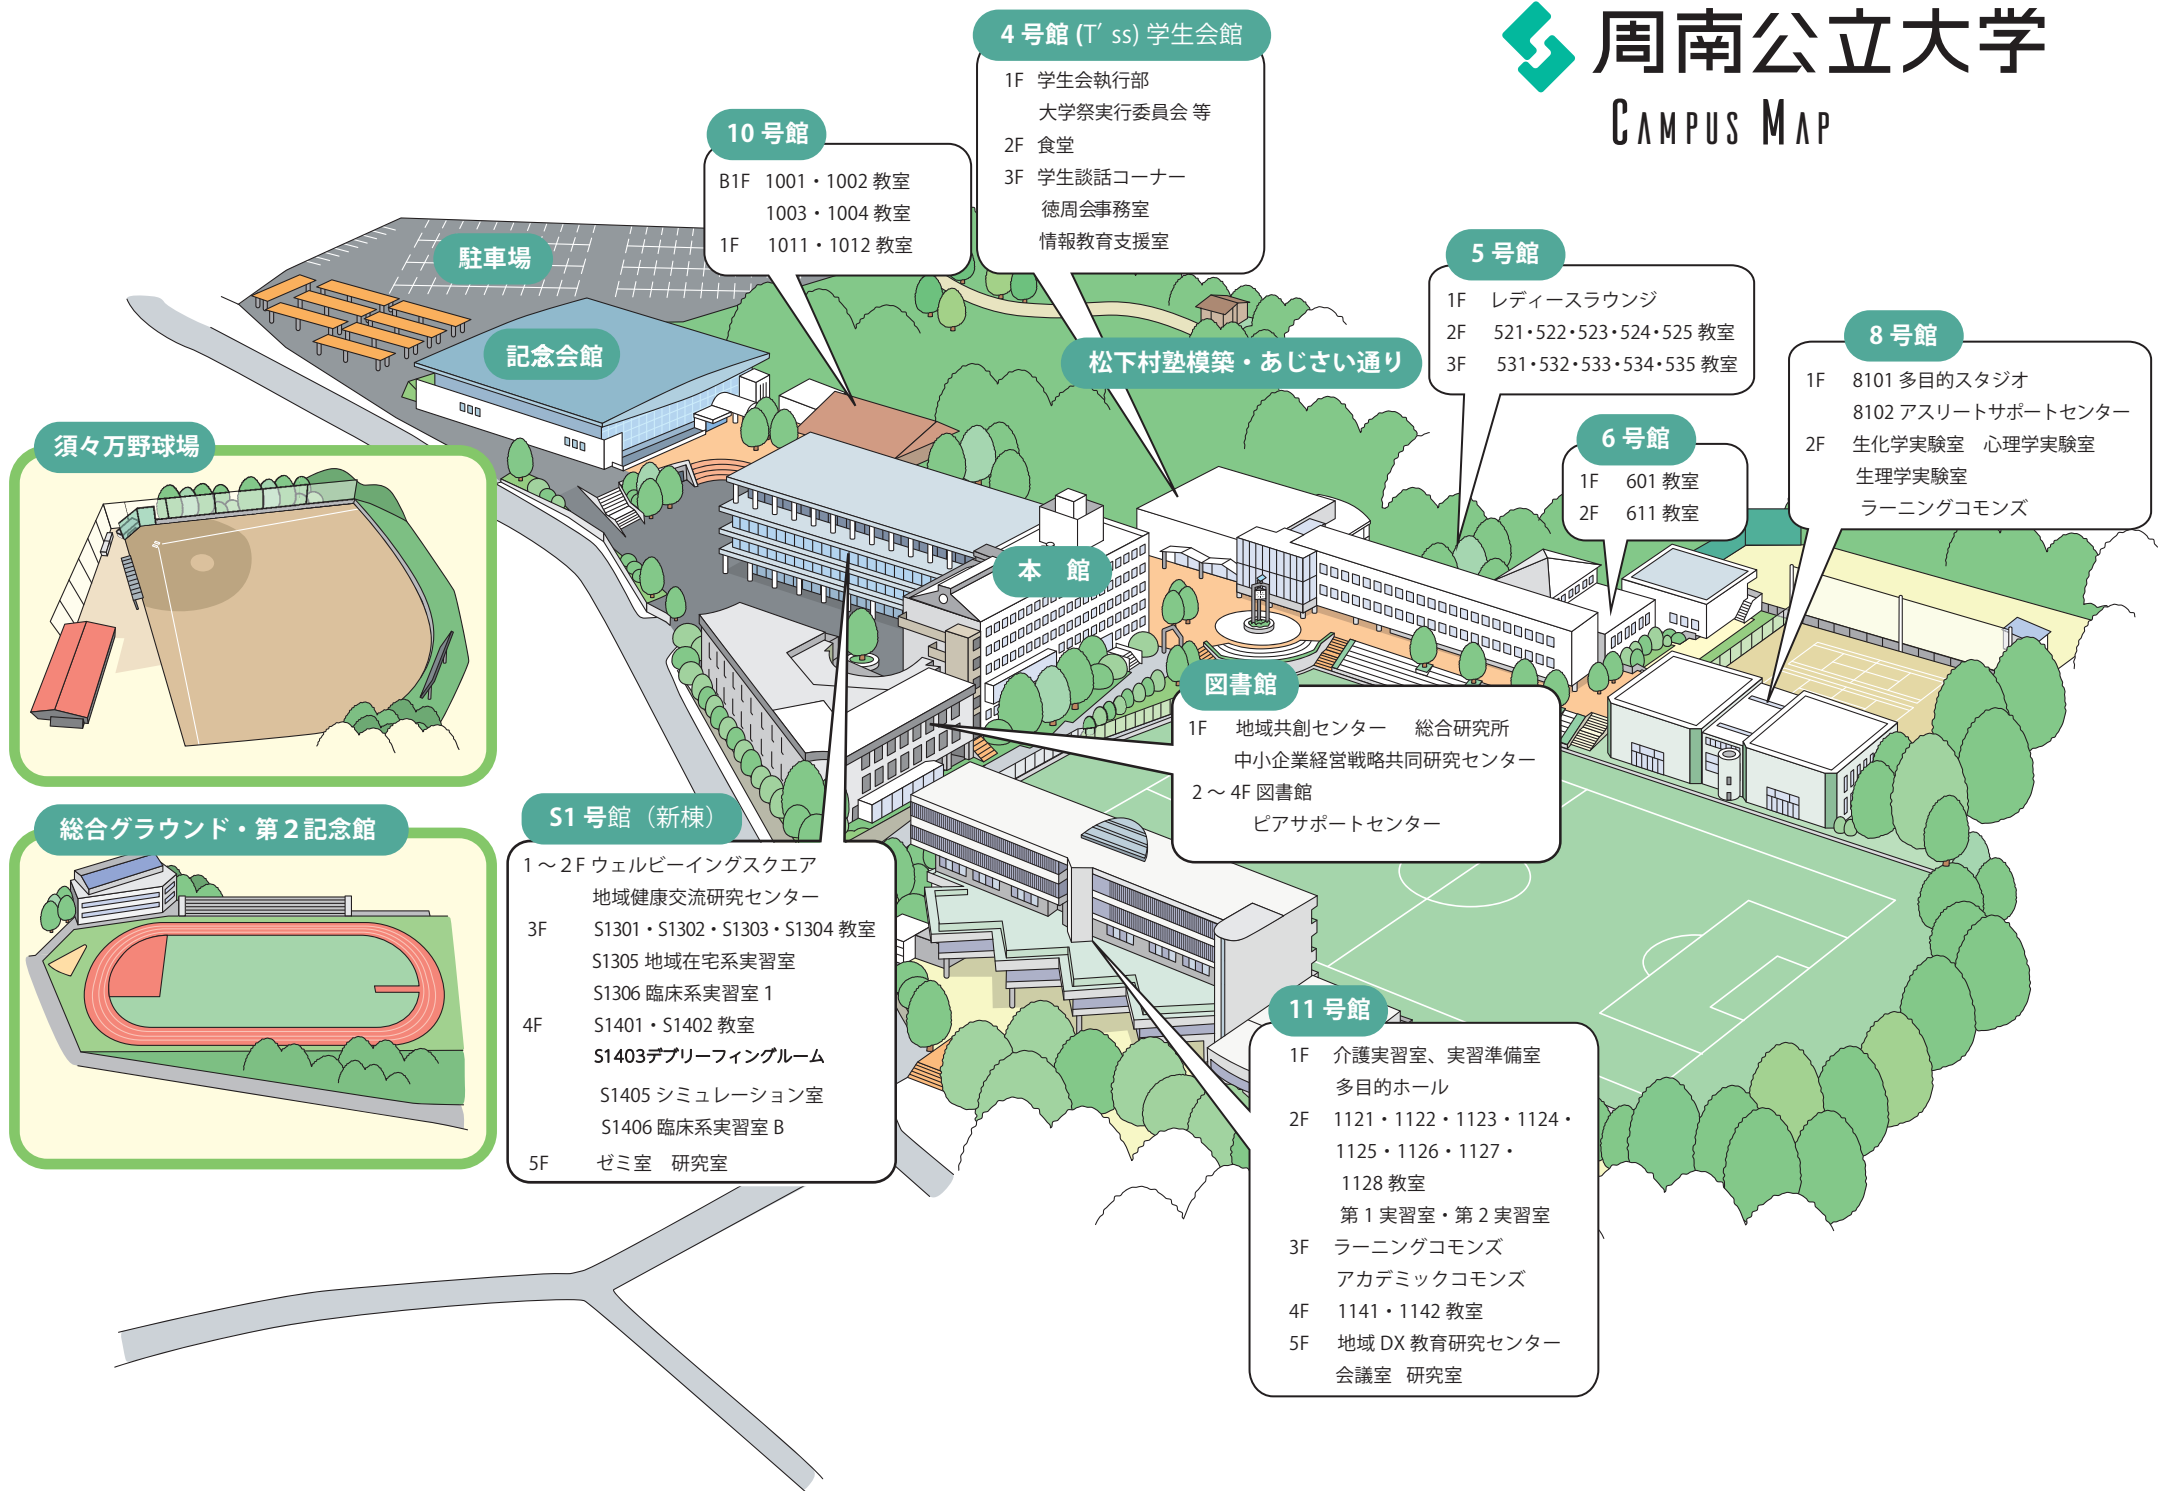 周南公立大学
CAMPUS MAP
4 号館 (T′ ss) 学生会館
1F 学生会執行部
大学祭実行委員会 等
2F 食堂
3F 学生談話コーナー
徳周会事務室
情報教育支援室
10 号館
B1F 1001・1002 教室
1003・1004 教室
1F 1011・1012 教室
駐車場
記念会館
松下村塾模築・あじさい通り
5 号館
1F レディースラウンジ
2F 521・522・523・524・525 教室
3F 531・532・533・534・535 教室
8 号館
1F 8101 多目的スタジオ
8102 アスリートサポートセンター
2F 生化学実験室 心理学実験室
生理学実験室
ラーニングコモンズ
6 号館
1F 601 教室
2F 611 教室
須々万野球場
本 館
図書館
1F 地域共創センター 総合研究所
中小企業経営戦略共同研究センター
2 ～ 4F 図書館
ピアサポートセンター
総合グラウンド・第２記念館
S1 号館（新棟）
1 ～ 2 F ウェルビーイングスクエア
地域健康交流研究センター
3F S1301・S1302・S1303・S1304 教室
S1305 地域在宅系実習室
S1306 臨床系実習室 1
4F S1401・S1402 教室
S1403デブリーフィングルーム
S1405 シミュレーション室
S1406 臨床系実習室 B
5F ゼミ室 研究室
11 号館
1F 介護実習室、実習準備室
多目的ホール
2F 1121・1122・1123・1124・
1125・1126・1127・
1128 教室
第 1 実習室・第 2 実習室
3F ラーニングコモンズ
アカデミックコモンズ
4F 1141・1142 教室
5F 地域 DX 教育研究センター
会議室 研究室